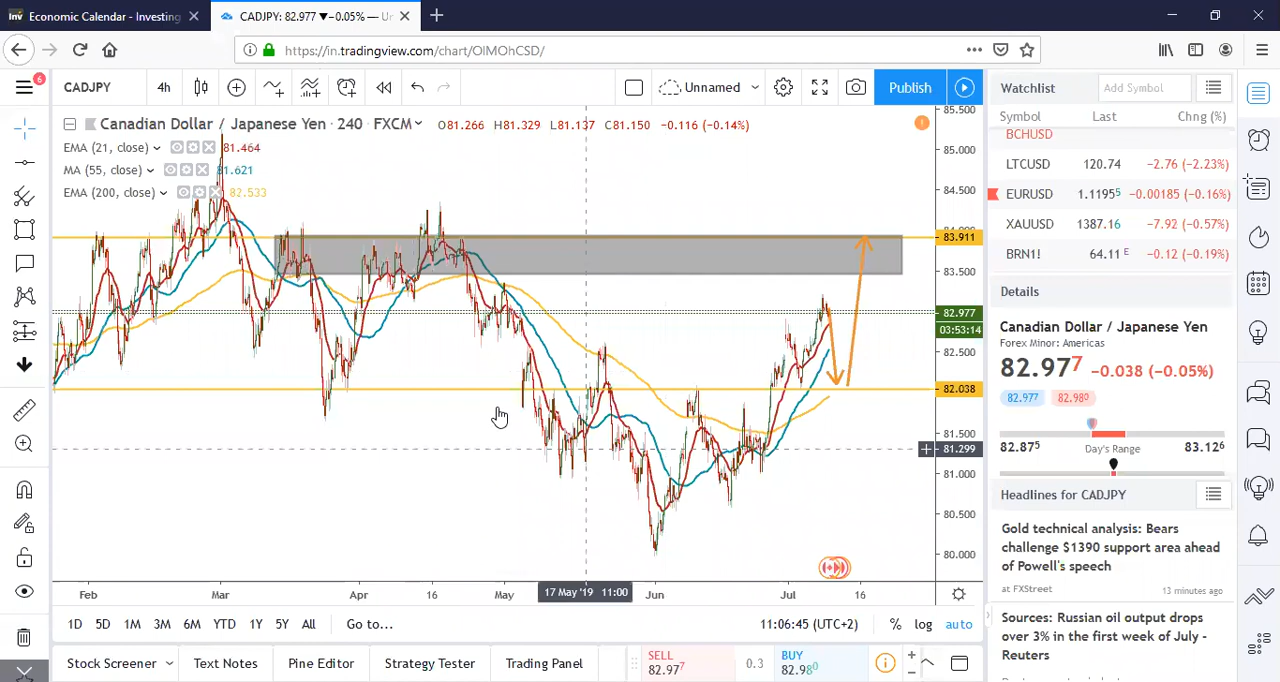 Economic Calendar - Investing
CADJPY: 82.977 ▼−0.05% — Un
https://in.tradingview.com/chart/OIMOhCSD/
6
CADJPY
4h
Unnamed
Publish
Canadian Dollar / Japanese Yen · 240 · FXCM
O81.266 H81.329 L81.137 C81.150 −0.116 (−0.14%)
EMA (21, close) 81.464
MA (55, close) 81.621
EMA (200, close) 82.533
85.500
85.000
84.500
83.911
83.500
82.977
03:53:14
82.500
82.038
81.500
81.299
81.000
80.500
80.000
Feb
Mar
Apr
16
May
17 May '19 11:00
Jun
Jul
16
1D 5D 1M 3M 6M YTD 1Y 5Y All Go to...
11:06:45 (UTC+2) % log auto
Stock Screener Text Notes Pine Editor Strategy Tester Trading Panel
SELL
82.977
0.3
BUY
82.980
Watchlist
Add Symbol
Symbol Last Chng (%)
BCHUSD
LTCUSD 120.74 −2.76 (−2.23%)
EURUSD 1.11955 −0.00185 (−0.16%)
XAUUSD 1387.16 −7.92 (−0.57%)
BRN1! 64.11 E −0.12 (−0.19%)
Details
Canadian Dollar / Japanese Yen
Forex Minor: Americas
82.977 −0.038 (−0.05%)
82.977 82.980
82.875 Day's Range 83.126
Headlines for CADJPY
Gold technical analysis: Bears
challenge $1390 support area ahead
of Powell's speech
at FXStreet 13 minutes ago
Sources: Russian oil output drops
over 3% in the first week of July -
Reuters